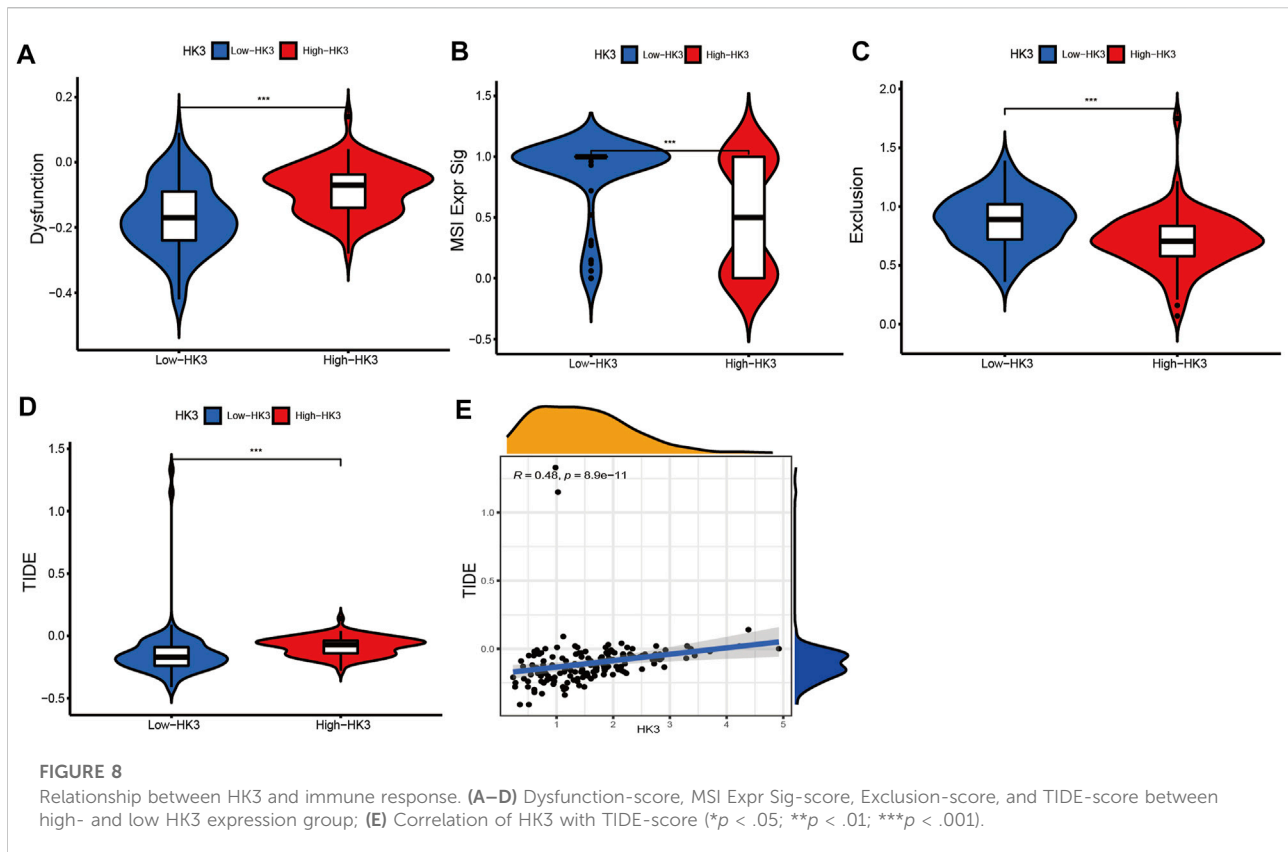 A
HK3 Low-HK3 High-HK3
Dysfunction
0.2
0.0
−0.2
−0.4
***
Low-HK3 High-HK3
B
HK3 Low-HK3 High-HK3
MSI Expr Sig
1.5
1.0
0.5
0.0
−0.5
***
Low-HK3 High-HK3
C
HK3 Low-HK3 High-HK3
Exclusion
2.0
1.5
1.0
0.5
0.0
***
Low-HK3 High-HK3
D
HK3 Low-HK3 High-HK3
TIDE
1.5
1.0
0.5
0.0
−0.5
***
Low-HK3 High-HK3
E
R = 0.48, p = 8.9e−11
TIDE
1.0
0.5
0.0
1 2 3 4 5
HK3
FIGURE 8
Relationship between HK3 and immune response. (A–D) Dysfunction-score, MSI Expr Sig-score, Exclusion-score, and TIDE-score between
high- and low HK3 expression group; (E) Correlation of HK3 with TIDE-score (*p < .05; **p < .01; ***p < .001).